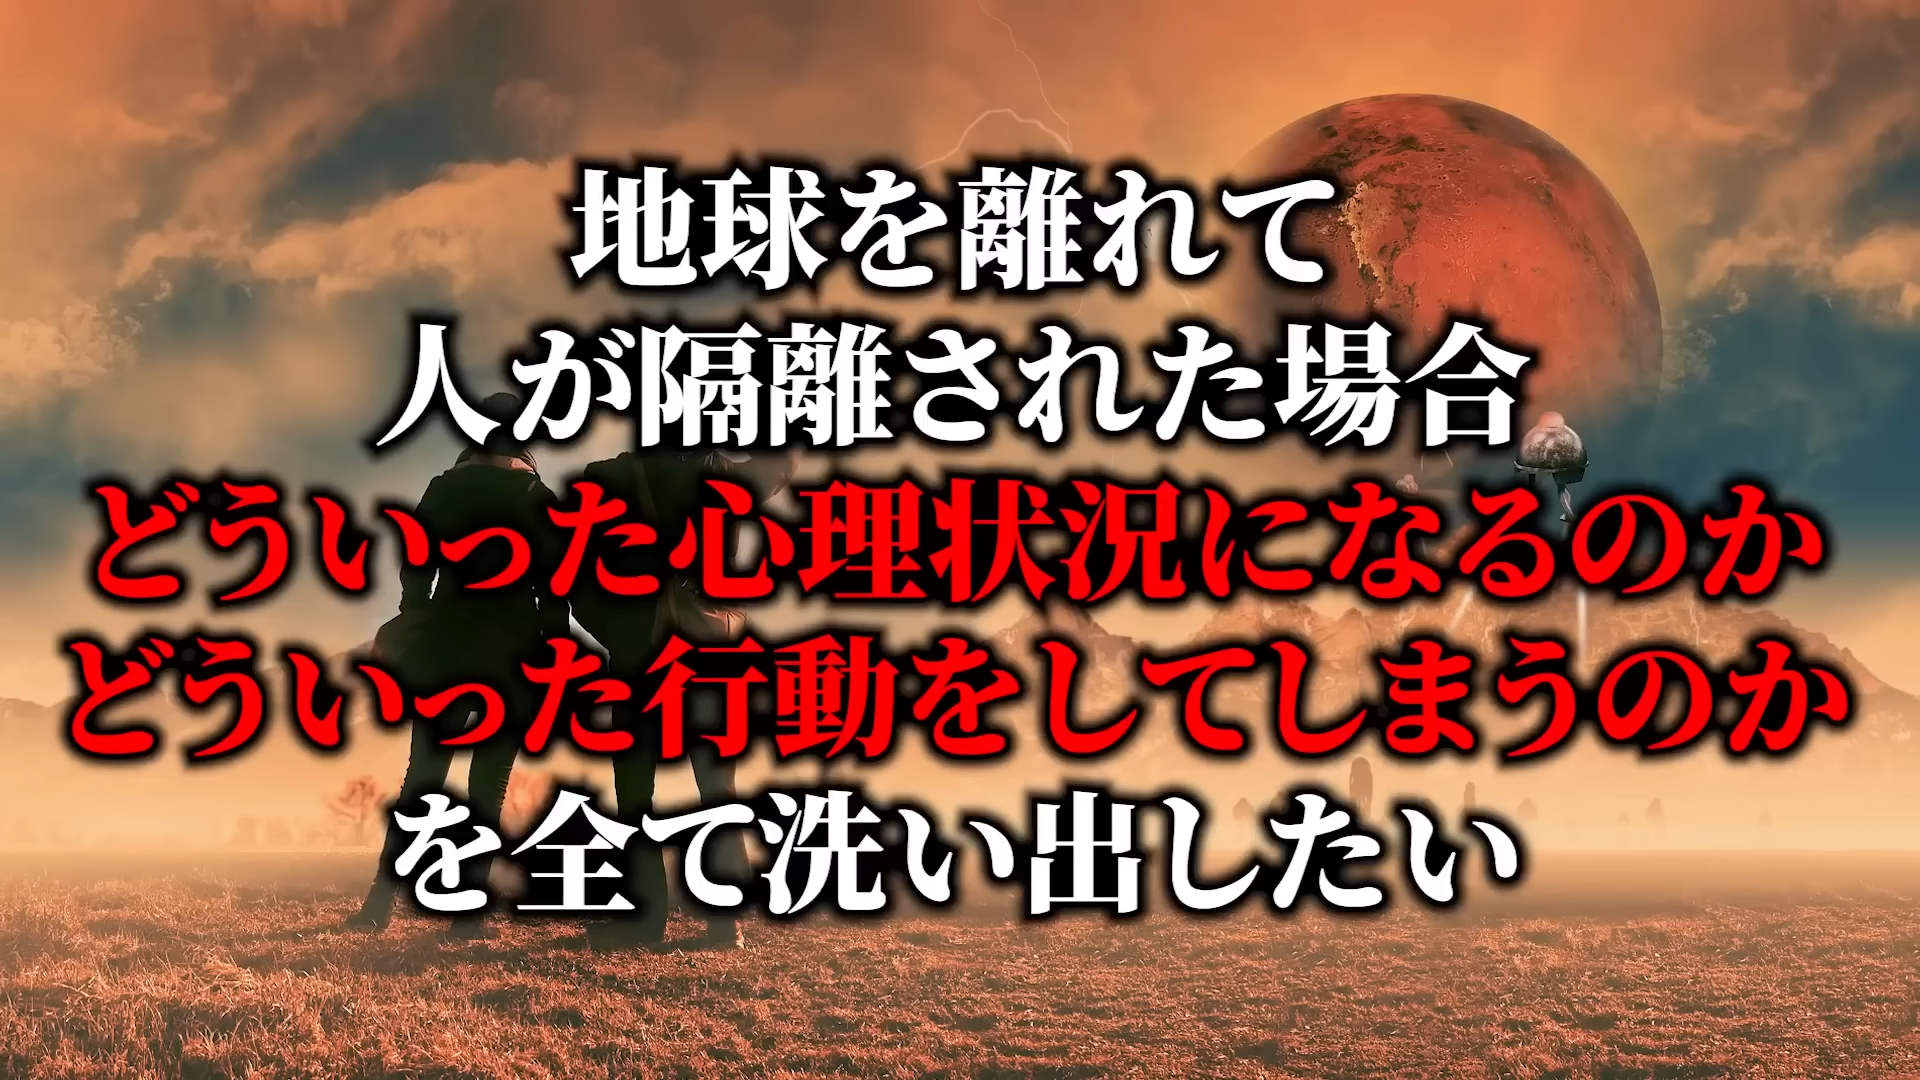 地球を離れて
人が隔離された場合
どういった心理状況になるのか
どういった行動をしてしまうのか
を全て洗い出したい